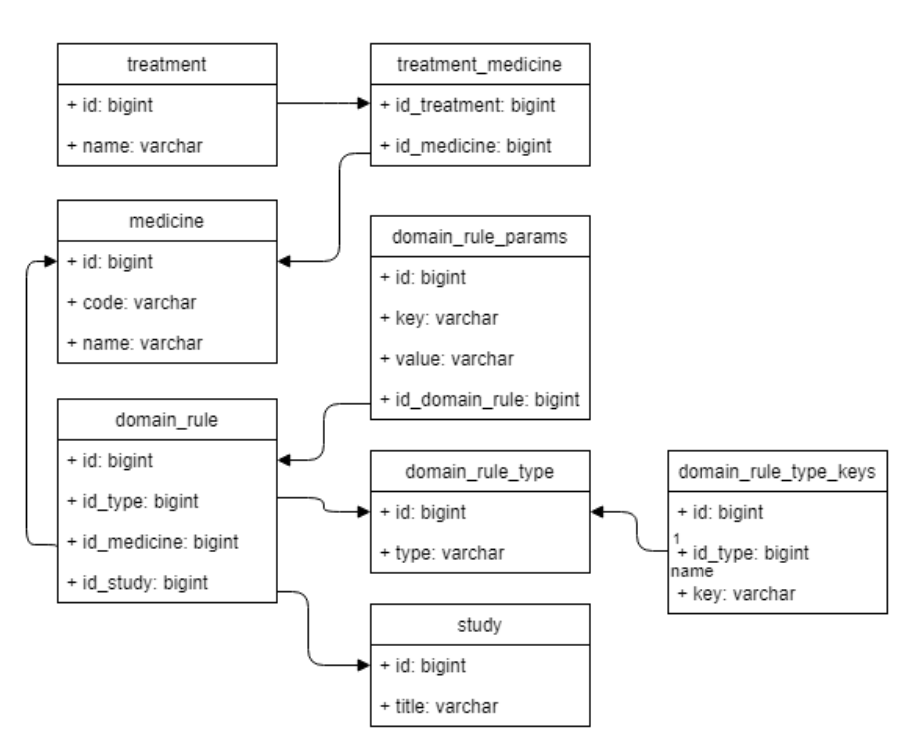 treatment
+ id: bigint
+ name: varchar
treatment_medicine
+ id_treatment: bigint
+ id_medicine: bigint
medicine
+ id: bigint
+ code: varchar
+ name: varchar
domain_rule_params
+ id: bigint
+ key: varchar
+ value: varchar
+ id_domain_rule: bigint
domain_rule
+ id: bigint
+ id_type: bigint
+ id_medicine: bigint
+ id_study: bigint
domain_rule_type
+ id: bigint
+ type: varchar
domain_rule_type_keys
+ id: bigint
1
+ id_type: bigint
name
+ key: varchar
study
+ id: bigint
+ title: varchar